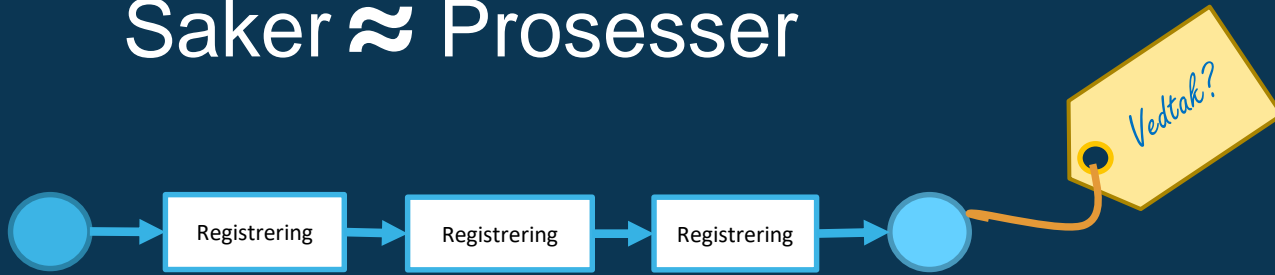 Saker ≈ Prosesser
Vedtak?
Registrering
Registrering
Registrering